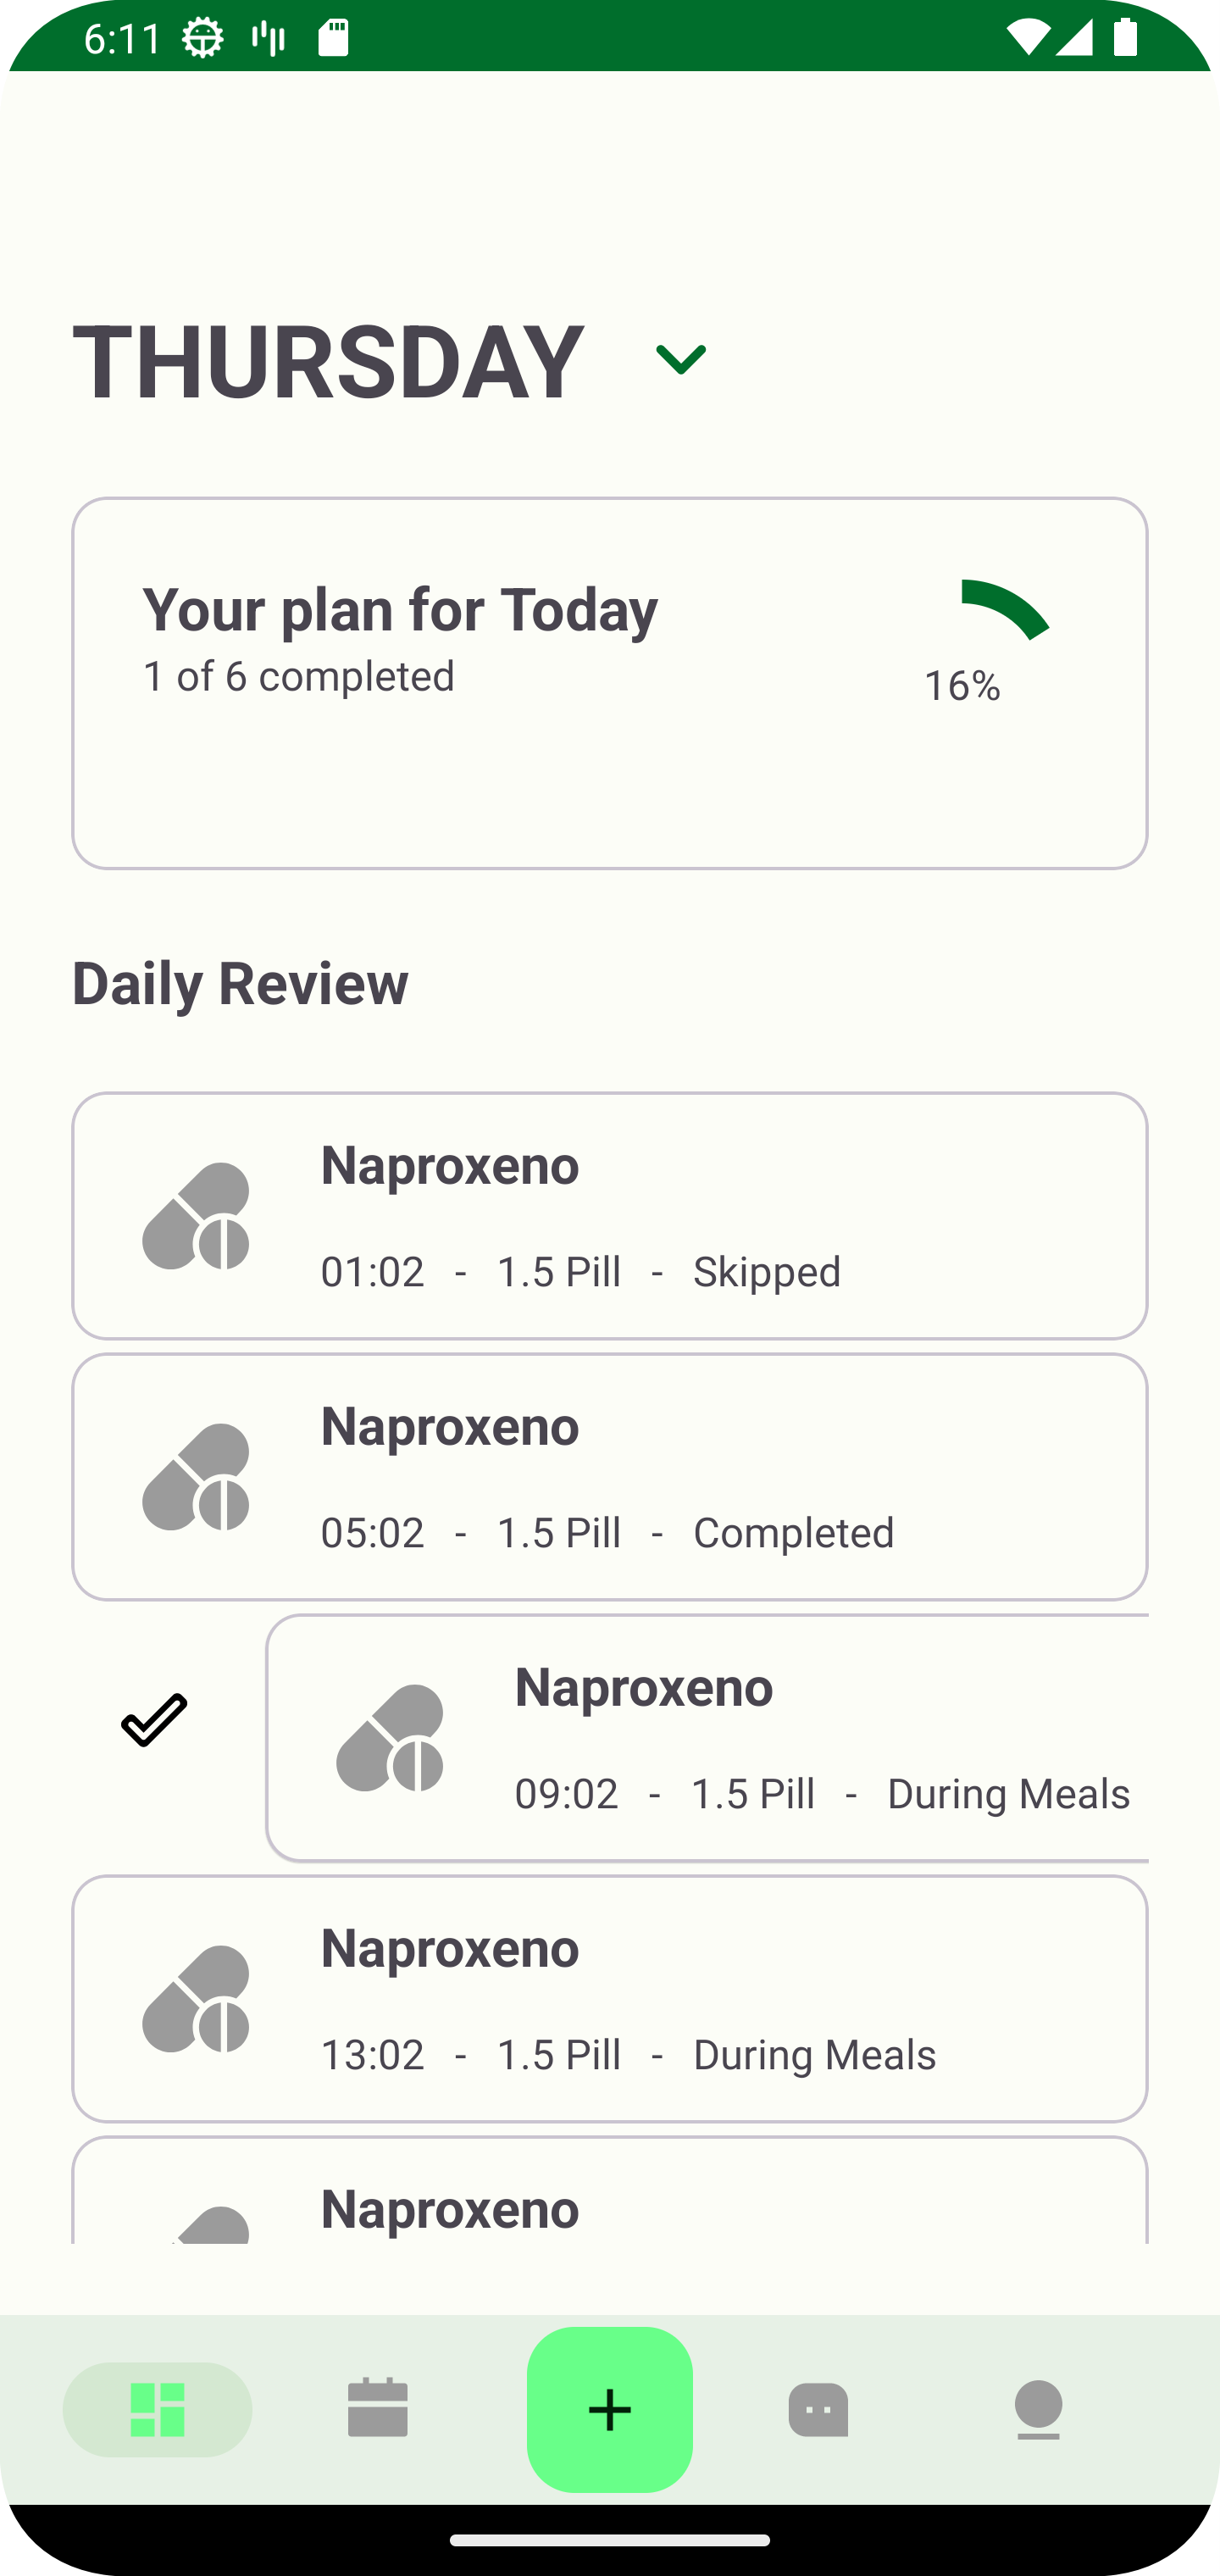 6:11
THURSDAY
Your plan for Today
1 of 6 completed
16%
Daily Review
Naproxeno
01:02 - 1.5 Pill - Skipped
Naproxeno
05:02 - 1.5 Pill - Completed
Naproxeno
09:02 - 1.5 Pill - During Meals
Naproxeno
13:02 - 1.5 Pill - During Meals
Naproxeno